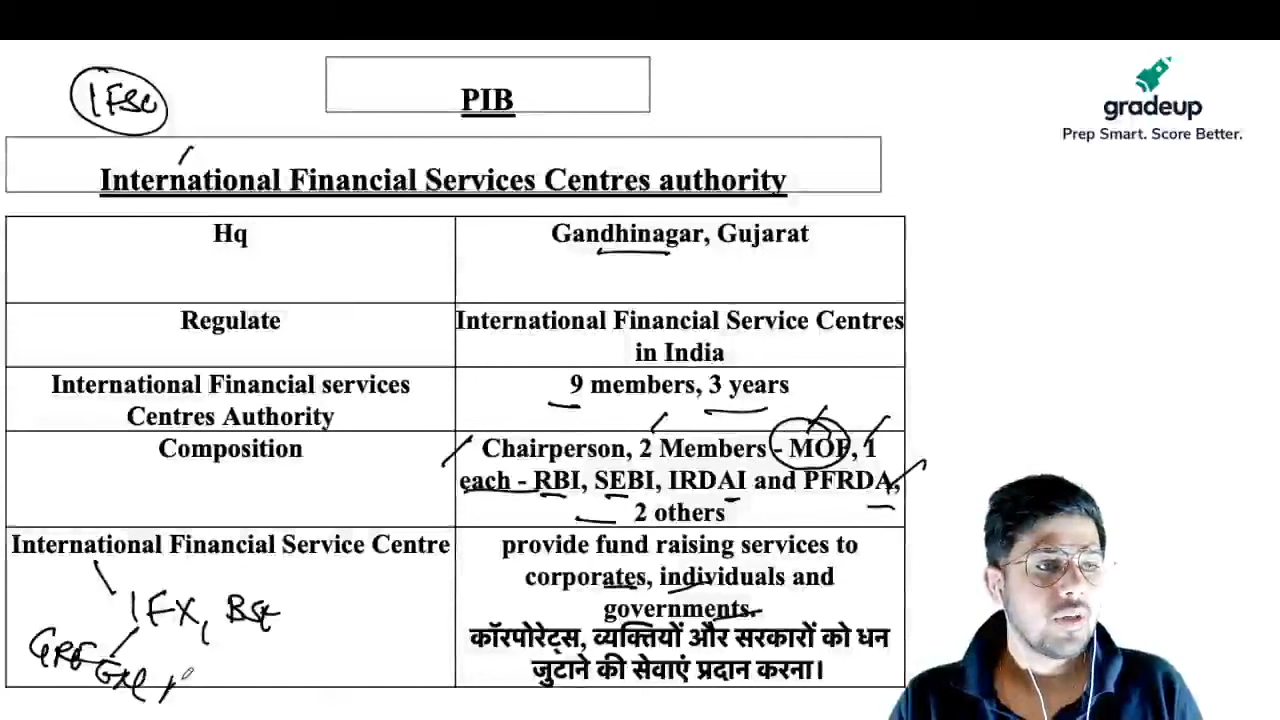 IFSC
PIB
gradeup
Prep Smart. Score Better.
International Financial Services Centres authority
Hq
Gandhinagar, Gujarat
Regulate
International Financial Service Centres
in India
International Financial services
Centres Authority
9 members, 3 years
Composition
Chairperson, 2 Members - MOF, 1
each - RBI, SEBI, IRDAI and PFRDA,
2 others
International Financial Service Centre
provide fund raising services to
corporates, individuals and
governments.
कॉरपोरेट्स, व्यक्तियों और सरकारों को धन
जुटाने की सेवाएं प्रदान करना।